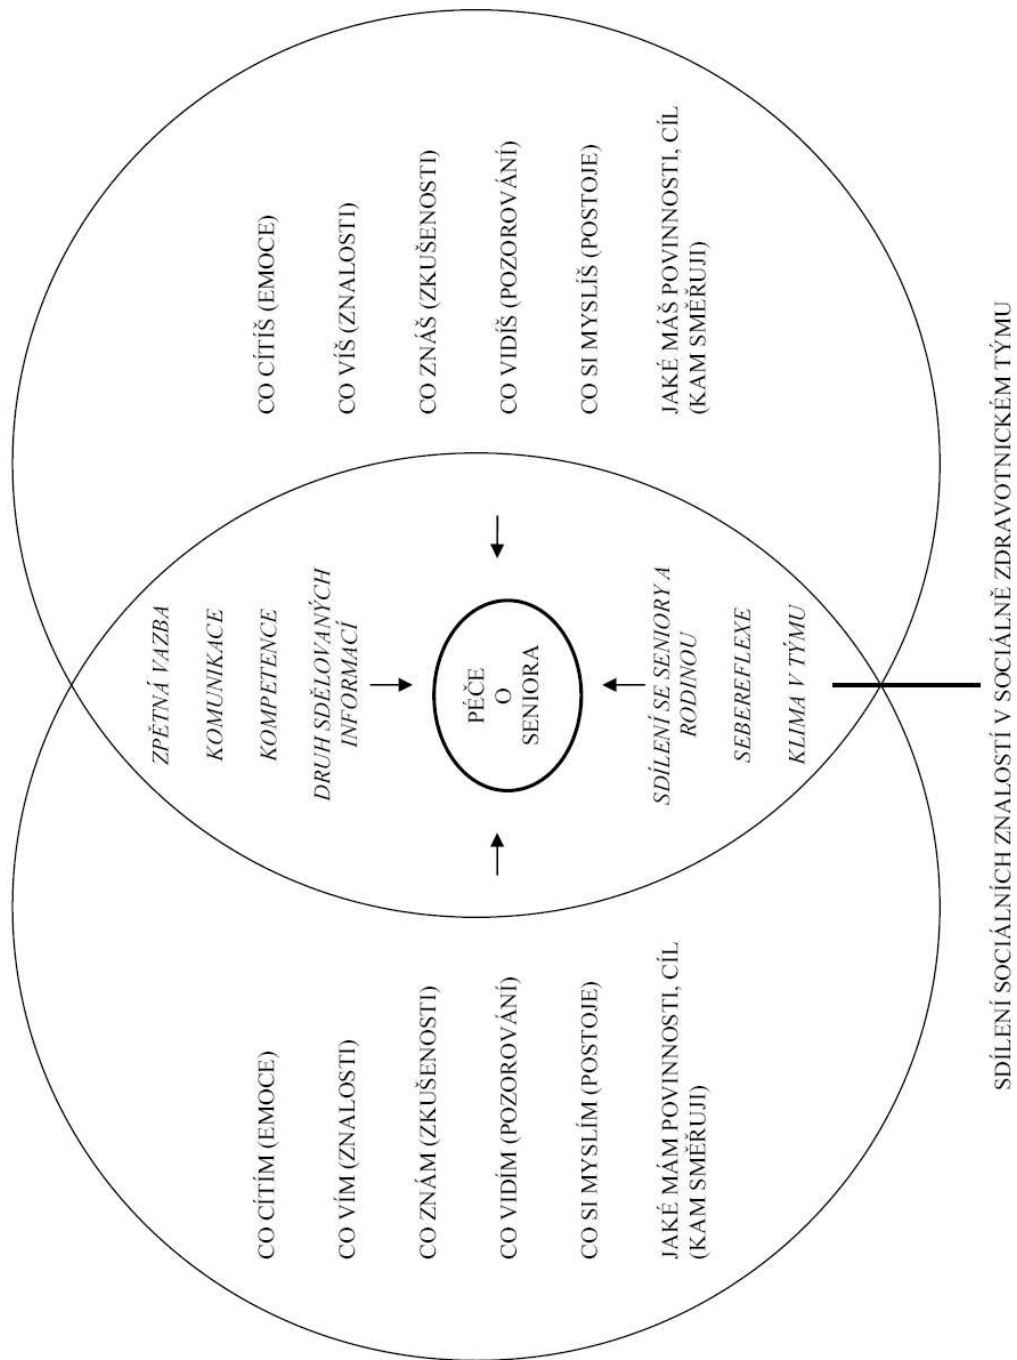 CO CÍTÍM (EMOCE)
CO VÍM (ZNALOSTI)
CO ZNÁM (ZKUŠENOSTI)
CO VIDÍM (POZOROVÁNÍ)
CO SI MYSLÍM (POSTOJE)
JAKÉ MÁM POVINNOSTI, CÍL
(KAM SMĚŘUJI)
ZPĚTNÁ VAZBA
KOMUNIKACE
KOMPETENCE
DRUH SDĚLOVANÝCH
INFORMACÍ
PÉČE
O
SENIORA
SDÍLENÍ SE SENIORY A
RODINOU
SEBEREFLEXE
KLIMA V TÝMU
CO CÍTÍŠ (EMOCE)
CO VÍŠ (ZNALOSTI)
CO ZNÁŠ (ZKUŠENOSTI)
CO VIDÍŠ (POZOROVÁNÍ)
CO SI MYSLÍŠ (POSTOJE)
JAKÉ MÁŠ POVINNOSTI, CÍL
(KAM SMĚŘUJI)
SDÍLENÍ SOCIÁLNÍCH ZNALOSTÍ V SOCIÁLNĚ ZDRAVOTNICKÉM TÝMU